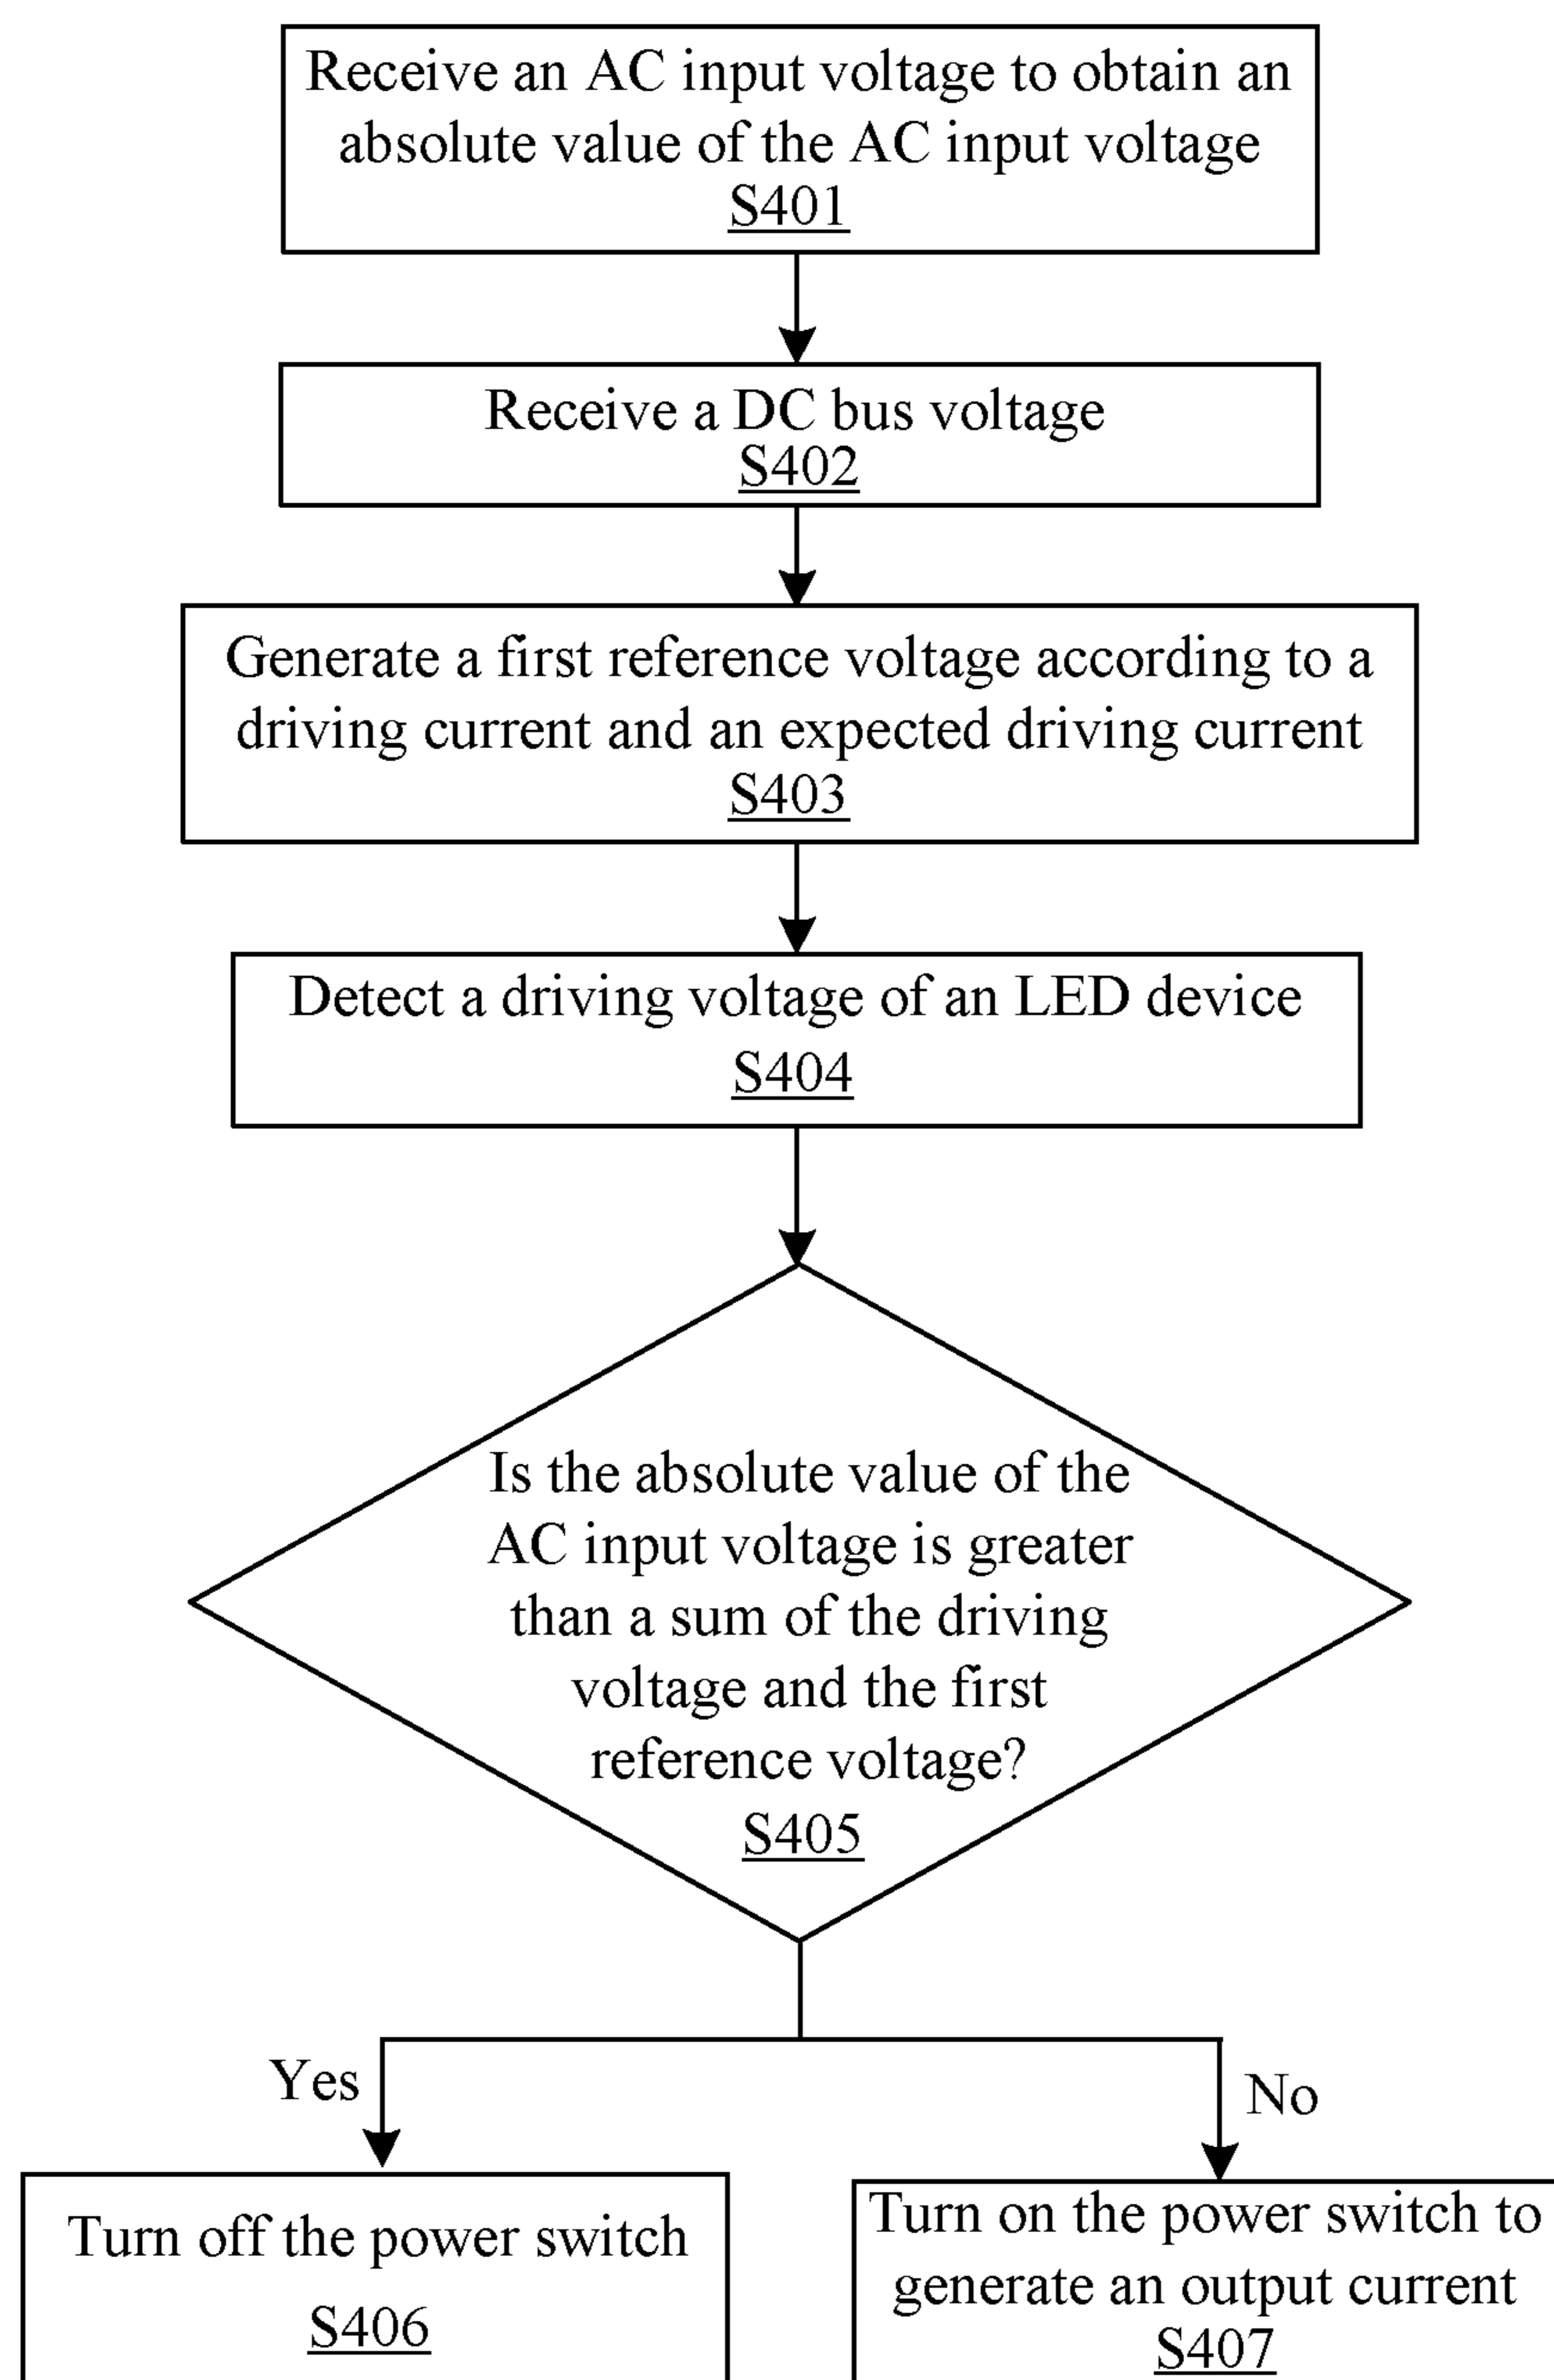 Receive an AC input voltage to obtain an
absolute value of the AC input voltage
S401
Receive a DC bus voltage
S402
Generate a first reference voltage according to a
driving current and an expected driving current
S403
Detect a driving voltage of an LED device
S404
Is the absolute value of the
AC input voltage is greater
than a sum of the driving
voltage and the first
reference voltage?
S405
Yes
No
Turn off the power switch
S406
Turn on the power switch to
generate an output current
S407